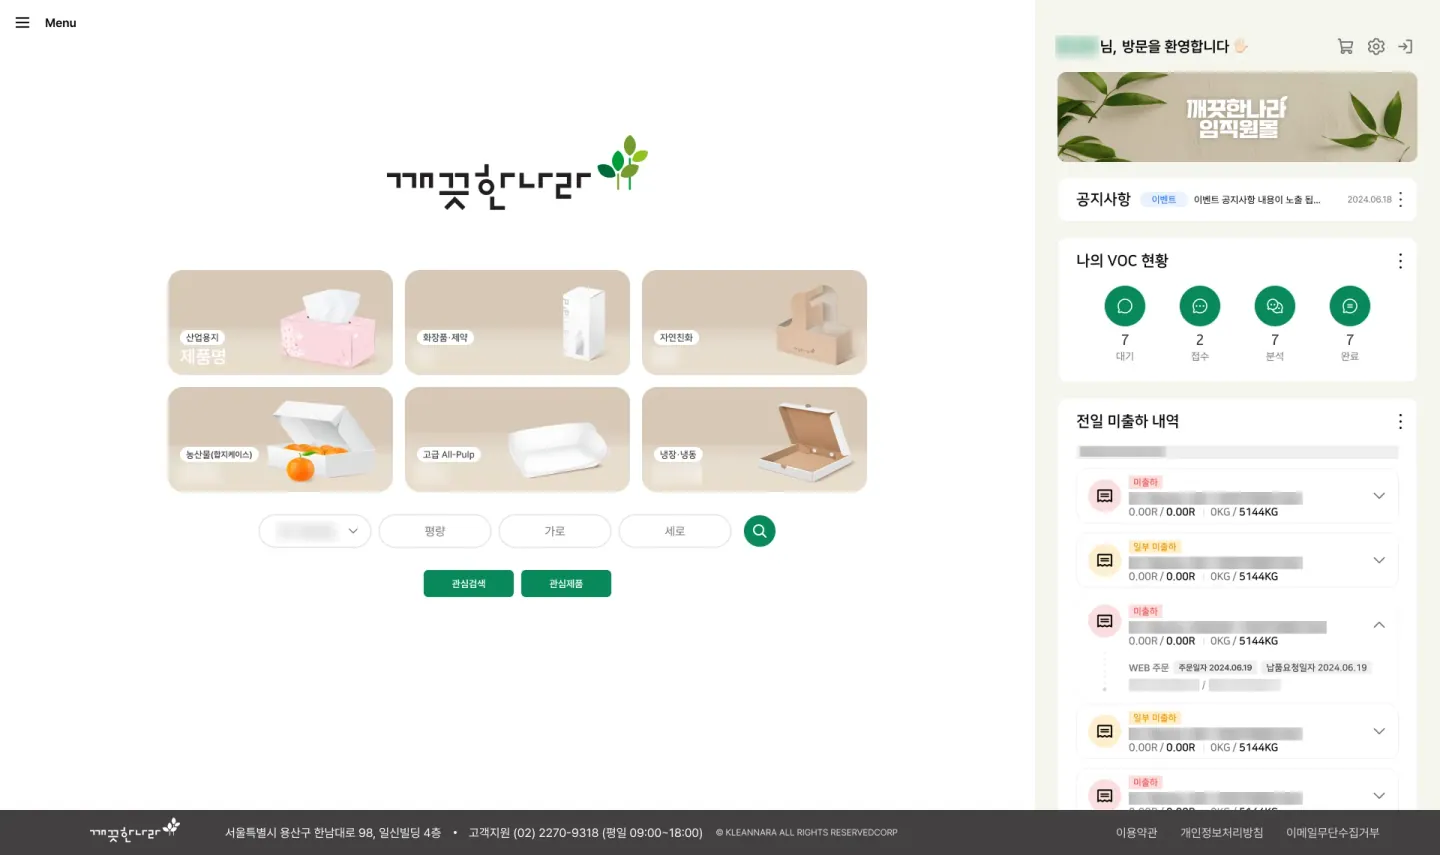 Menu
깨끗한나라
산업용지
제품명
화장품·제약
자연친화
농산물(합지케이스)
고급 All-Pulp
냉장·냉동
평량
가로
세로
관심검색
관심제품
님, 방문을 환영합니다
깨끗한나라
임직원몰
공지사항 이벤트 이벤트 공지사항 내용이 노출 됩... 2024.06.18
나의 VOC 현황
7 2 7 7
대기 접수 분석 완료
전일 미출하 내역
미출하
0.00R / 0.00R 0KG / 5144KG
일부 미출하
0.00R / 0.00R 0KG / 5144KG
미출하
0.00R / 0.00R 0KG / 5144KG
WEB 주문 주문일자 2024.06.19 납품요청일자 2024.06.19
/
일부 미출하
0.00R / 0.00R 0KG / 5144KG
미출하
0.00R / 0.00R 0KG / 5144KG
깨끗한나라 서울특별시 용산구 한남대로 98, 일신빌딩 4층 • 고객지원 (02) 2270-9318 (평일 09:00~18:00) © KLEANNARA ALL RIGHTS RESERVEDCORP 이용약관 개인정보처리방침 이메일무단수집거부